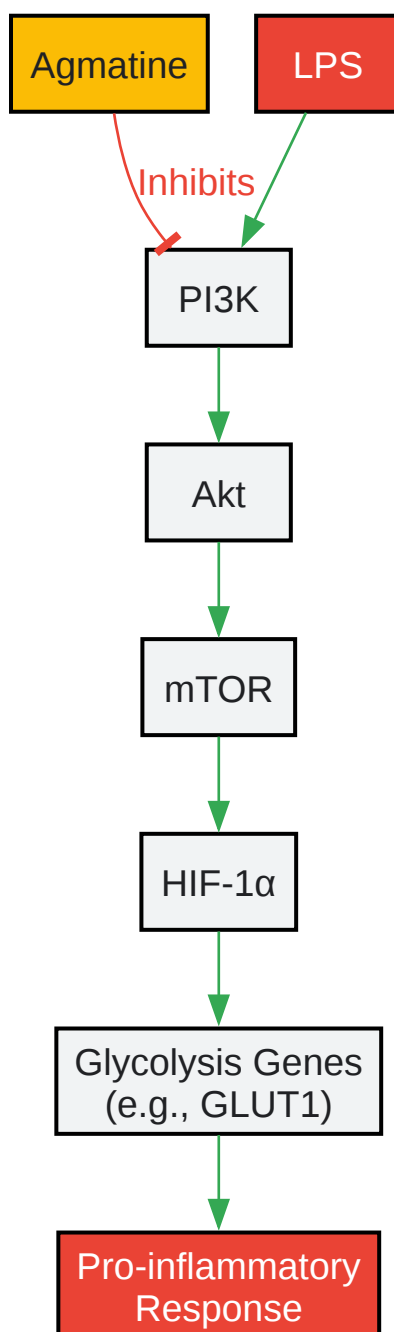 Agmatine
LPS
Inhibits
PI3K
Akt
mTOR
HIF-1α
Glycolysis Genes
(e.g., GLUT1)
Pro-inflammatory
Response